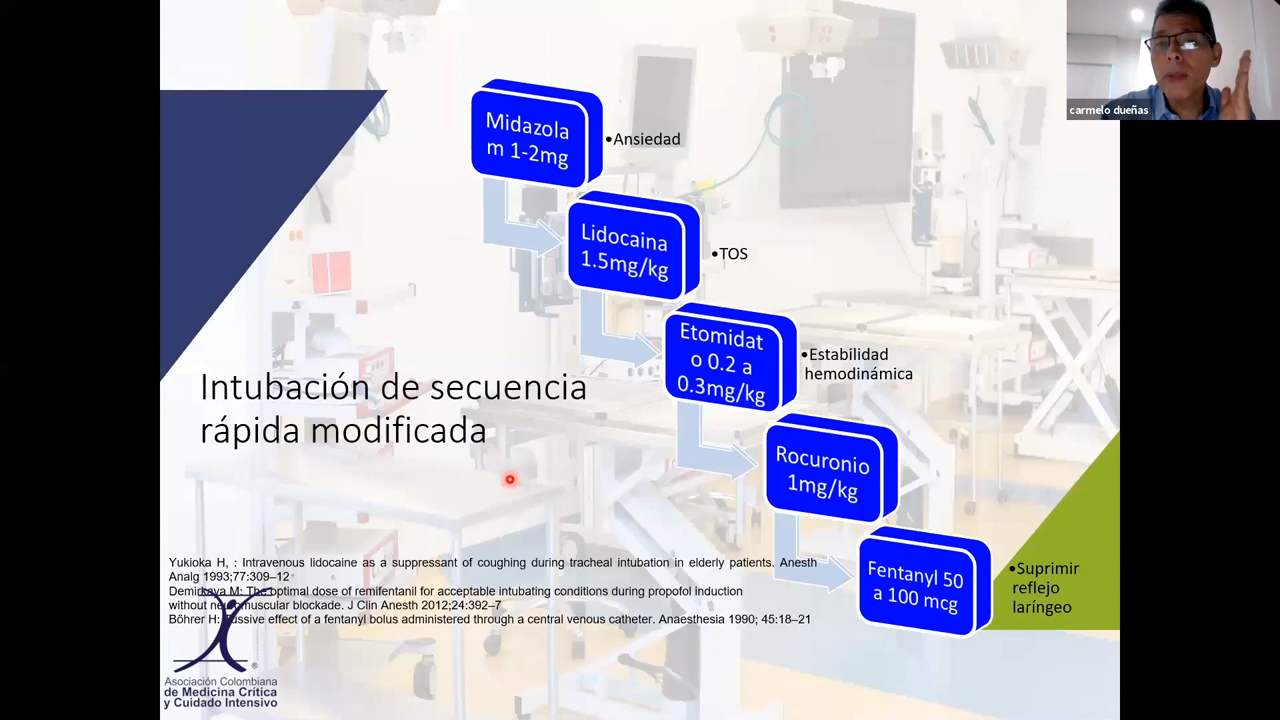 carmelo dueñas
Midazola
m 1-2mg
•Ansiedad
Lidocaina
1.5mg/kg
•TOS
Etomidat
o 0.2 a
0.3mg/kg
•Estabilidad
hemodinámica
Intubación de secuencia
rápida modificada
Rocuronio
1mg/kg
Fentanyl 50
a 100 mcg
•Suprimir
reflejo
laríngeo
Yukioka H, : Intravenous lidocaine as a suppressant of coughing during tracheal intubation in elderly patients. Anesth
Analg 1993;77:309–12
Demirkaya M: The optimal dose of remifentanil for acceptable intubating conditions during propofol induction
without neuromuscular blockade. J Clin Anesth 2012;24:392–7
Böhrer H: Tussive effect of a fentanyl bolus administered through a central venous catheter. Anaesthesia 1990; 45:18–21
®
Asociación Colombiana
de Medicina Crítica
y Cuidado Intensivo